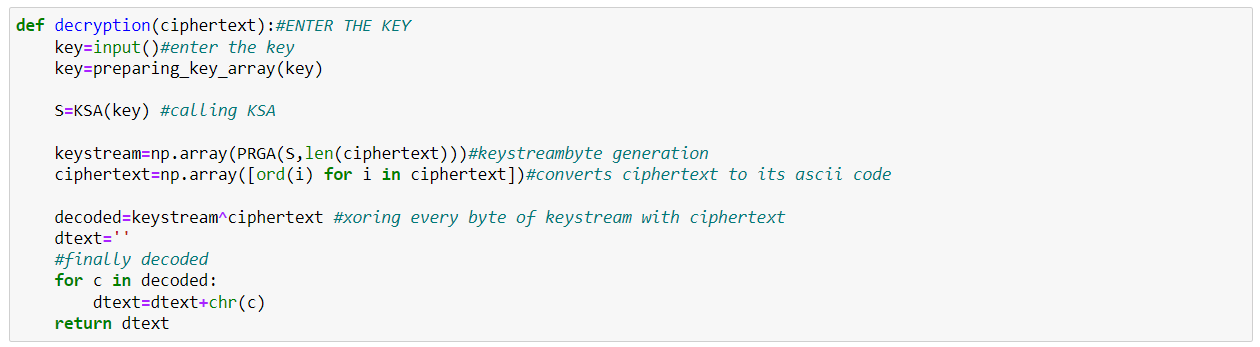 def decryption(ciphertext):#ENTER THE KEY
    key=input()#enter the key
    key=preparing_key_array(key)
    S=KSA(key) #calling KSA
    keystream=np.array(PRGA(S,len(ciphertext)))#keystreambyte generation
    ciphertext=np.array([ord(i) for i in ciphertext])#converts ciphertext to its ascii code
    decoded=keystream^ciphertext #xoring every byte of keystream with ciphertext
    dtext=''
    #finally decoded
    for c in decoded:
        dtext=dtext+chr(c)
    return dtext